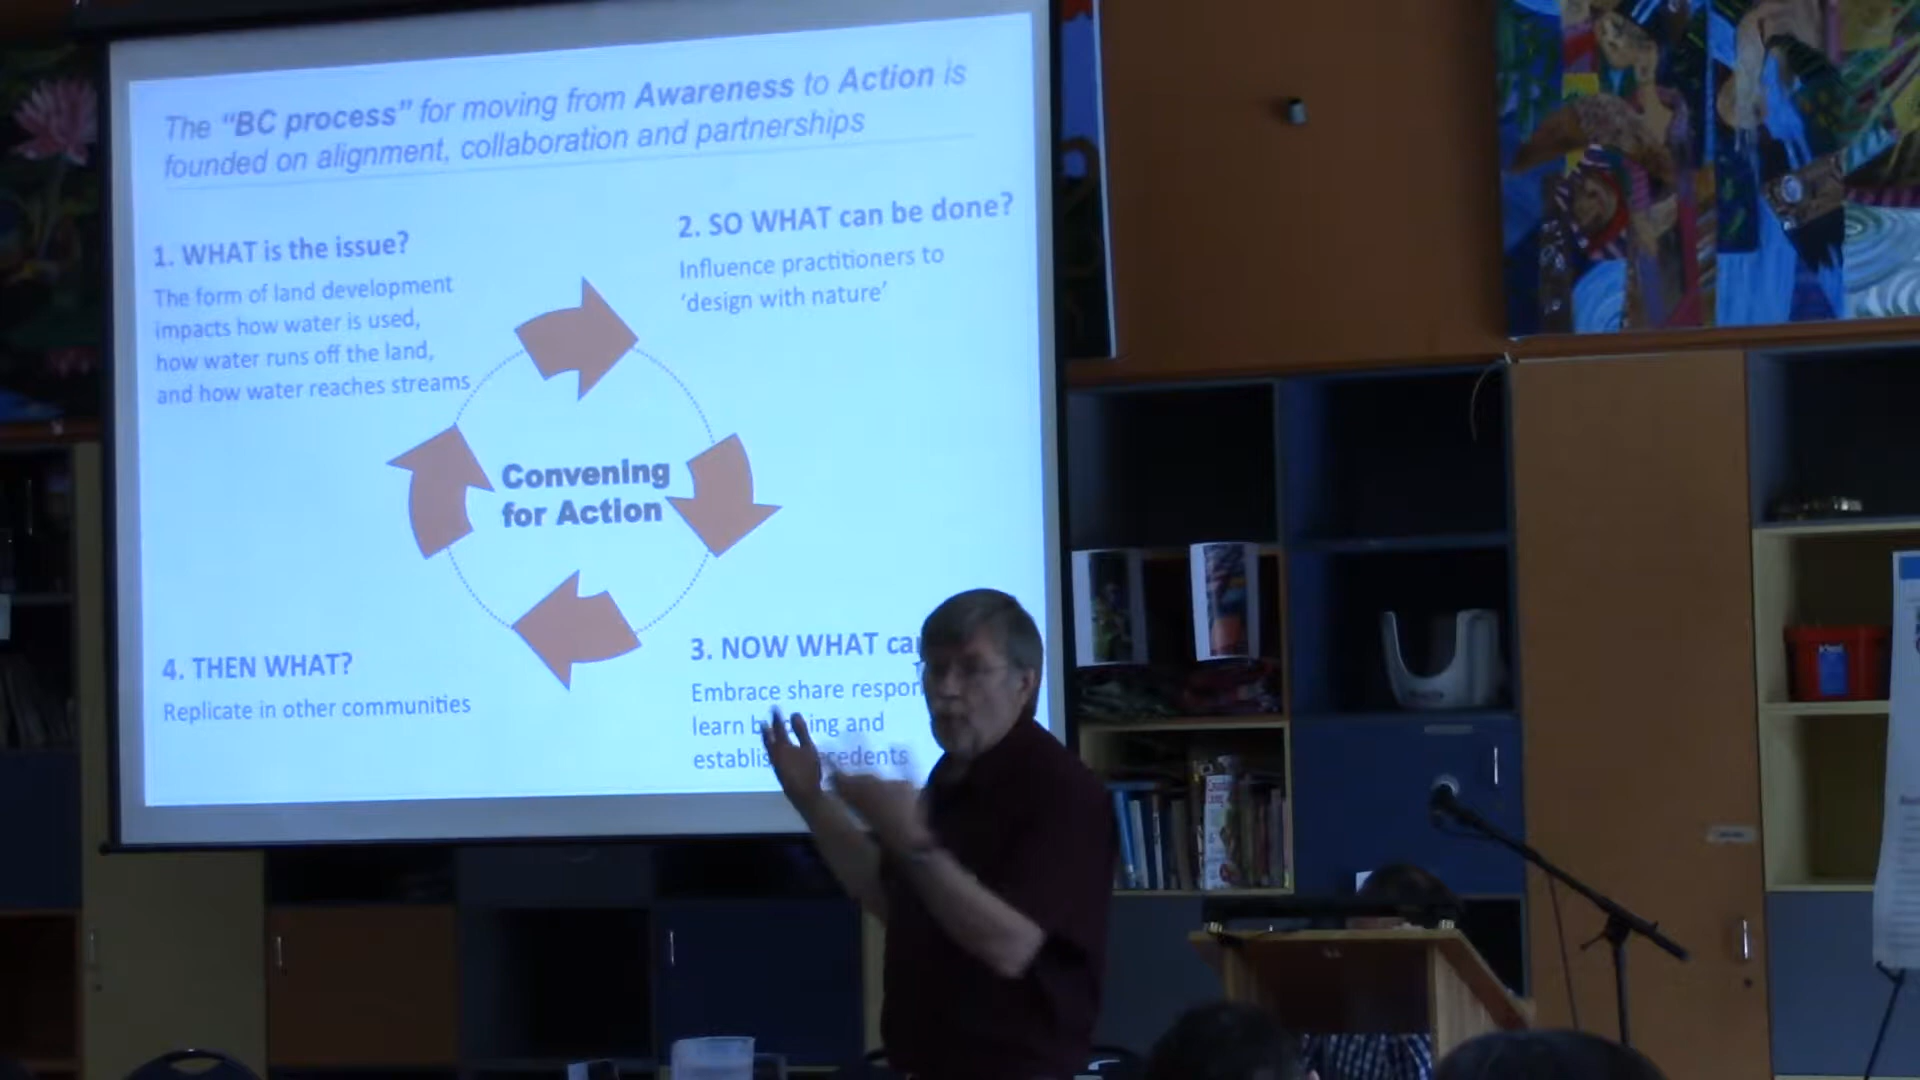 The “BC process” for moving from Awareness to Action is
founded on alignment, collaboration and partnerships
1. WHAT is the issue?
The form of land development
impacts how water is used,
how water runs off the land,
and how water reaches streams
2. SO WHAT can be done?
Influence practitioners to
‘design with nature’
Convening
for Action
3. NOW WHAT
Embrace share
learn and
4. THEN WHAT?
Replicate in other communities